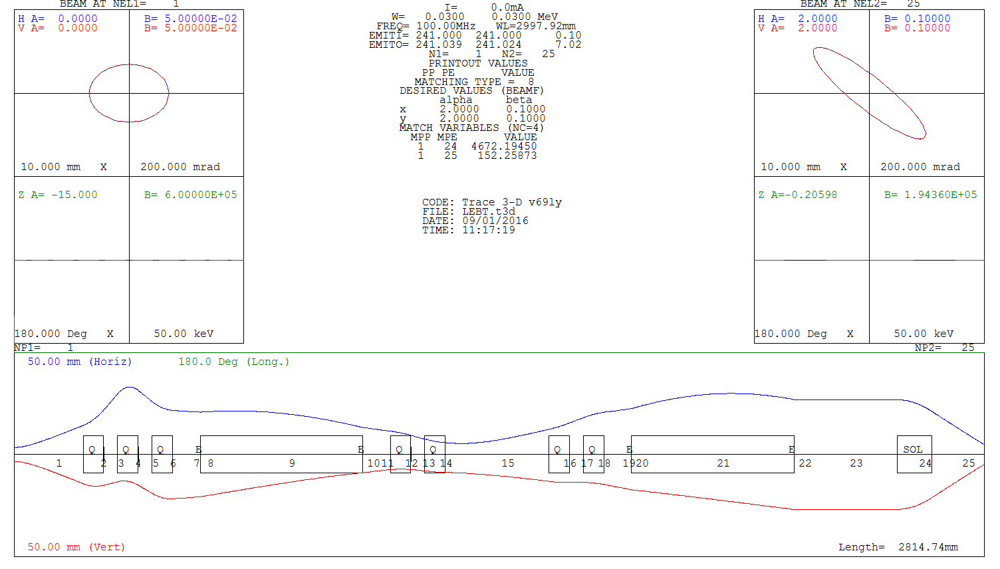 BEAM AT NEL1= 1
H A= 0.0000 B= 5.00000E-02
V A= 0.0000 B= 5.00000E-02
10.000 mm X 200.000 mrad
Z A= -15.000 B= 6.00000E+05
180.000 Deg X 50.00 keV
NP1= 1
I= 0.0mA
W= 0.0300 0.0300 MeV
FREQ= 100.00MHz WL=2997.92mm
EMITI= 241.000 241.000 0.10
EMITO= 241.039 241.024 7.02
N1= 1 N2= 25
PRINTOUT VALUES
PP PE VALUE
MATCHING TYPE = 8
DESIRED VALUES (BEAMF)
alpha beta
x 2.0000 0.1000
y 2.0000 0.1000
MATCH VARIABLES (NC=4)
MPP MPE VALUE
1 24 4672.19450
1 25 152.25873
CODE: Trace 3-D v69ly
FILE: LEBT.t3d
DATE: 09/01/2016
TIME: 11:17:19
BEAM AT NEL2= 25
H A= 2.0000 B= 0.10000
V A= 2.0000 B= 0.10000
10.000 mm X 200.000 mrad
Z A=-0.20598 B= 1.94360E+05
180.000 Deg X 50.00 keV
NP2= 25
50.00 mm (Horiz) 180.0 Deg (Long.)
Q Q Q E E Q Q Q Q E E SOL
1 2 3 4 5 6 7 8 9 10 11 12 13 14 15 16 17 18 19 20 21 22 23 24 25
50.00 mm (Vert) Length= 2814.74mm